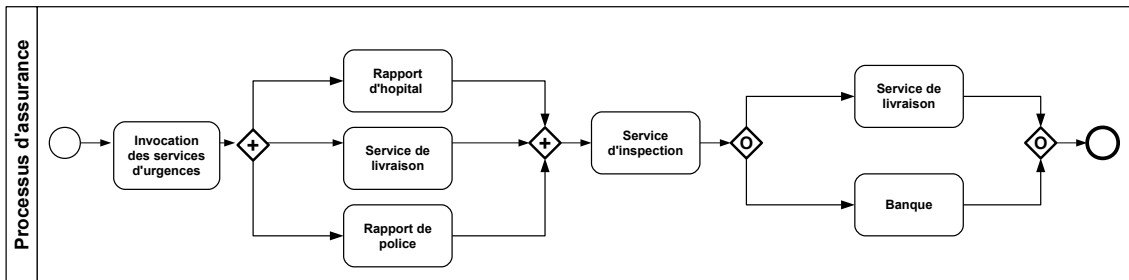 Processus d'assurance
Invocation
des services
d'urgences
+
Rapport
d'hopital
Service de
livraison
Rapport de
police
+
Service
d'inspection
O
Service de
livraison
Banque
O